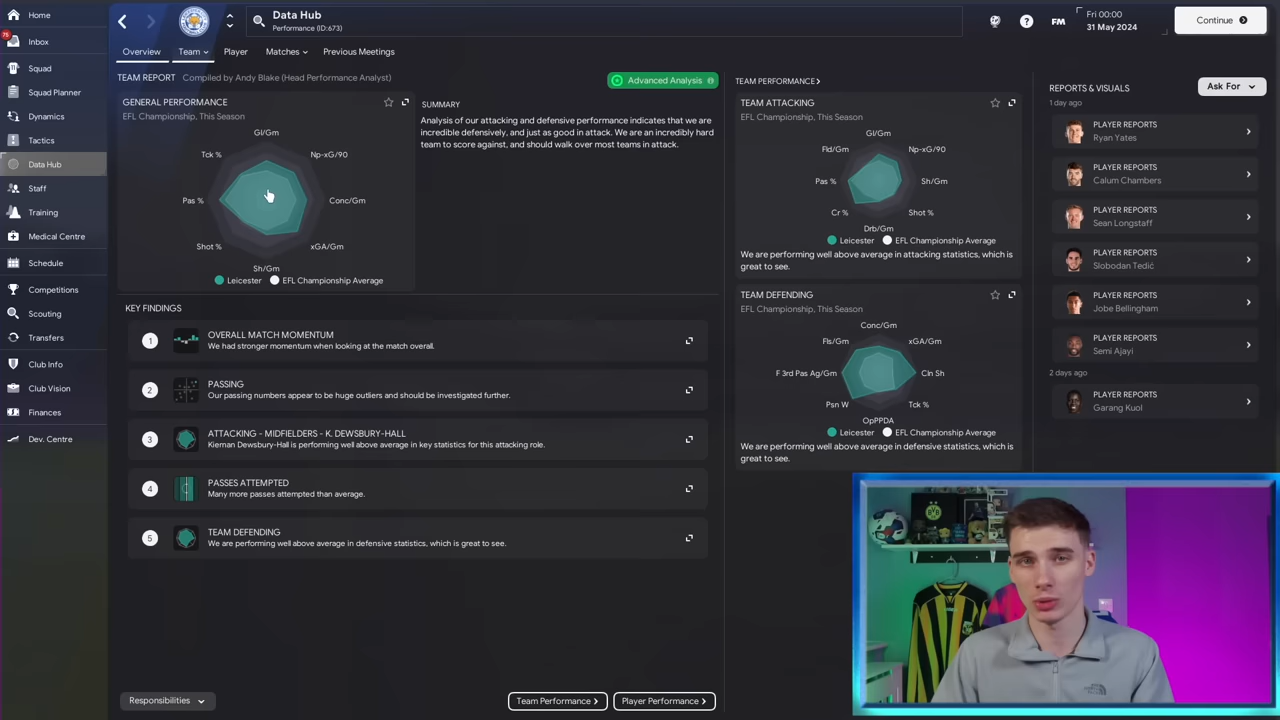 Home
75
Inbox
Squad
Squad Planner
Dynamics
Tactics
Data Hub
Staff
Training
Medical Centre
Schedule
Competitions
Scouting
Transfers
Club Info
Club Vision
Finances
Dev. Centre
Data Hub
Performance (ID:673)
?
FM
Fri 00:00
31 May 2024
Continue
Overview
Team
Player
Matches
Previous Meetings
TEAM REPORT Compiled by Andy Blake (Head Performance Analyst)
Advanced Analysis
GENERAL PERFORMANCE
EFL Championship, This Season
Gl/Gm
Tck %
Np-xG/90
Pas %
Conc/Gm
Shot %
xGA/Gm
Sh/Gm
Leicester
EFL Championship Average
SUMMARY
Analysis of our attacking and defensive performance indicates that we are
incredible defensively, and just as good in attack. We are an incredibly hard
team to score against, and should walk over most teams in attack.
KEY FINDINGS
1
OVERALL MATCH MOMENTUM
We had stronger momentum when looking at the match overall.
2
PASSING
Our passing numbers appear to be huge outliers and should be investigated further.
3
ATTACKING - MIDFIELDERS - K. DEWSBURY-HALL
Kiernan Dewsbury-Hall is performing well above average in key statistics for this attacking role.
4
PASSES ATTEMPTED
Many more passes attempted than average.
5
TEAM DEFENDING
We are performing well above average in defensive statistics, which is great to see.
Responsibilities
Team Performance >
Player Performance >
TEAM PERFORMANCE>
TEAM ATTACKING
EFL Championship, This Season
Gl/Gm
Fld/Gm
Np-xG/90
Pas %
Sh/Gm
Cr %
Shot %
Drb/Gm
Leicester
EFL Championship Average
We are performing well above average in attacking statistics, which is
great to see.
TEAM DEFENDING
EFL Championship, This Season
Conc/Gm
Fls/Gm
xGA/Gm
F 3rd Pas Ag/Gm
Cln Sh
Psn W
Tck %
OpPPDA
Leicester
EFL Championship Average
We are performing well above average in defensive statistics, which is
great to see.
REPORTS & VISUALS
Ask For
1 day ago
PLAYER REPORTS
Ryan Yates
PLAYER REPORTS
Calum Chambers
PLAYER REPORTS
Sean Longstaff
PLAYER REPORTS
Slobodan Tedić
PLAYER REPORTS
Jobe Bellingham
PLAYER REPORTS
Semi Ajayi
2 days ago
PLAYER REPORTS
Garang Kuol
BVB
09